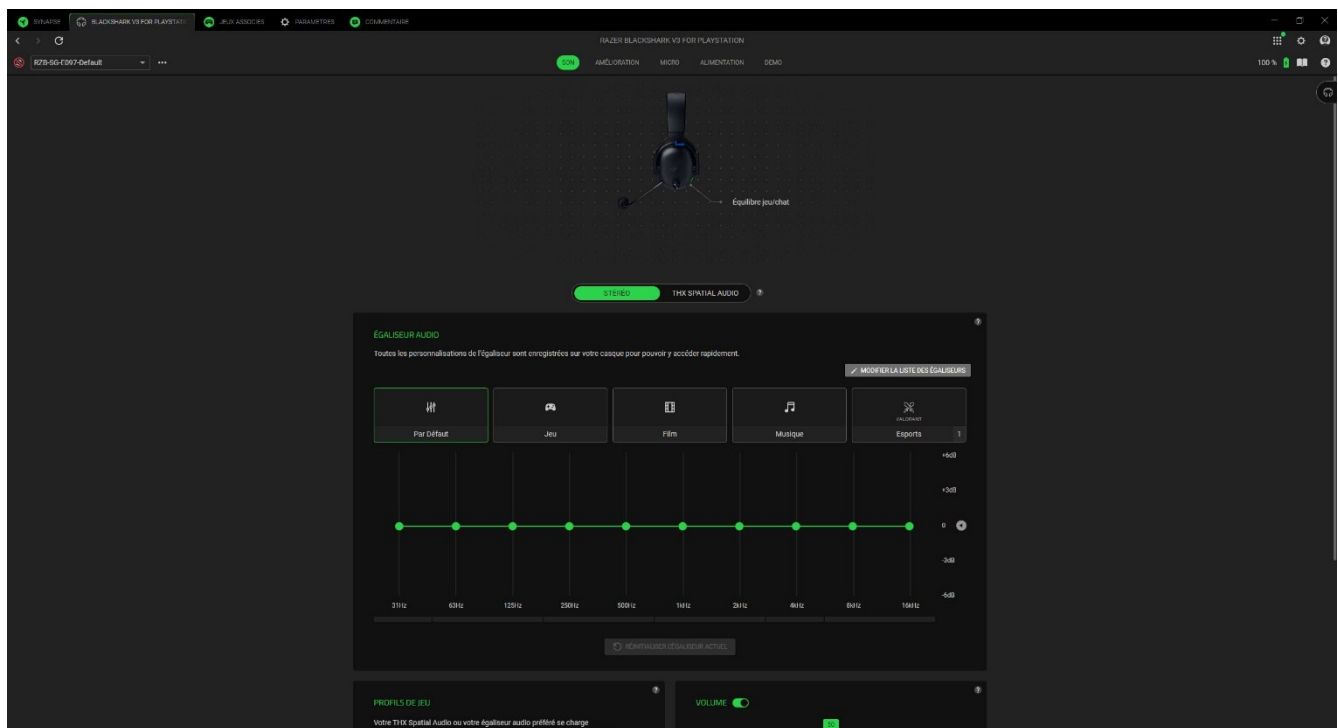 SYNAPSE BLACKSHARK V3 FOR PLAYSTATI JEUX ASSOCIÉS PARAMÈTRES COMMENTAIRE
RAZER BLACKSHARK V3 FOR PLAYSTATION
RZB-SG-E097-Default SON AMÉLIORATION MICRO ALIMENTATION DEMO 100 %
Équilibre jeu/chat
STÉRÉO THX SPATIAL AUDIO ?
ÉGALISEUR AUDIO ?
Toutes les personnalisations de l'égaliseur sont enregistrées sur votre casque pour pouvoir y accéder rapidement.
MODIFIER LA LISTE DES ÉGALISEURS
VALORANT
Par Défaut Jeu Film Musique Esports 1
+6dB
+3dB
0
-3dB
-6dB
31Hz 63Hz 125Hz 250Hz 500Hz 1kHz 2kHz 4kHz 8kHz 16kHz
RÉINITIALISER L'ÉGALISEUR ACTUEL
PROFILS DE JEU ? VOLUME ?
Votre THX Spatial Audio ou votre égaliseur audio préféré se charge
50